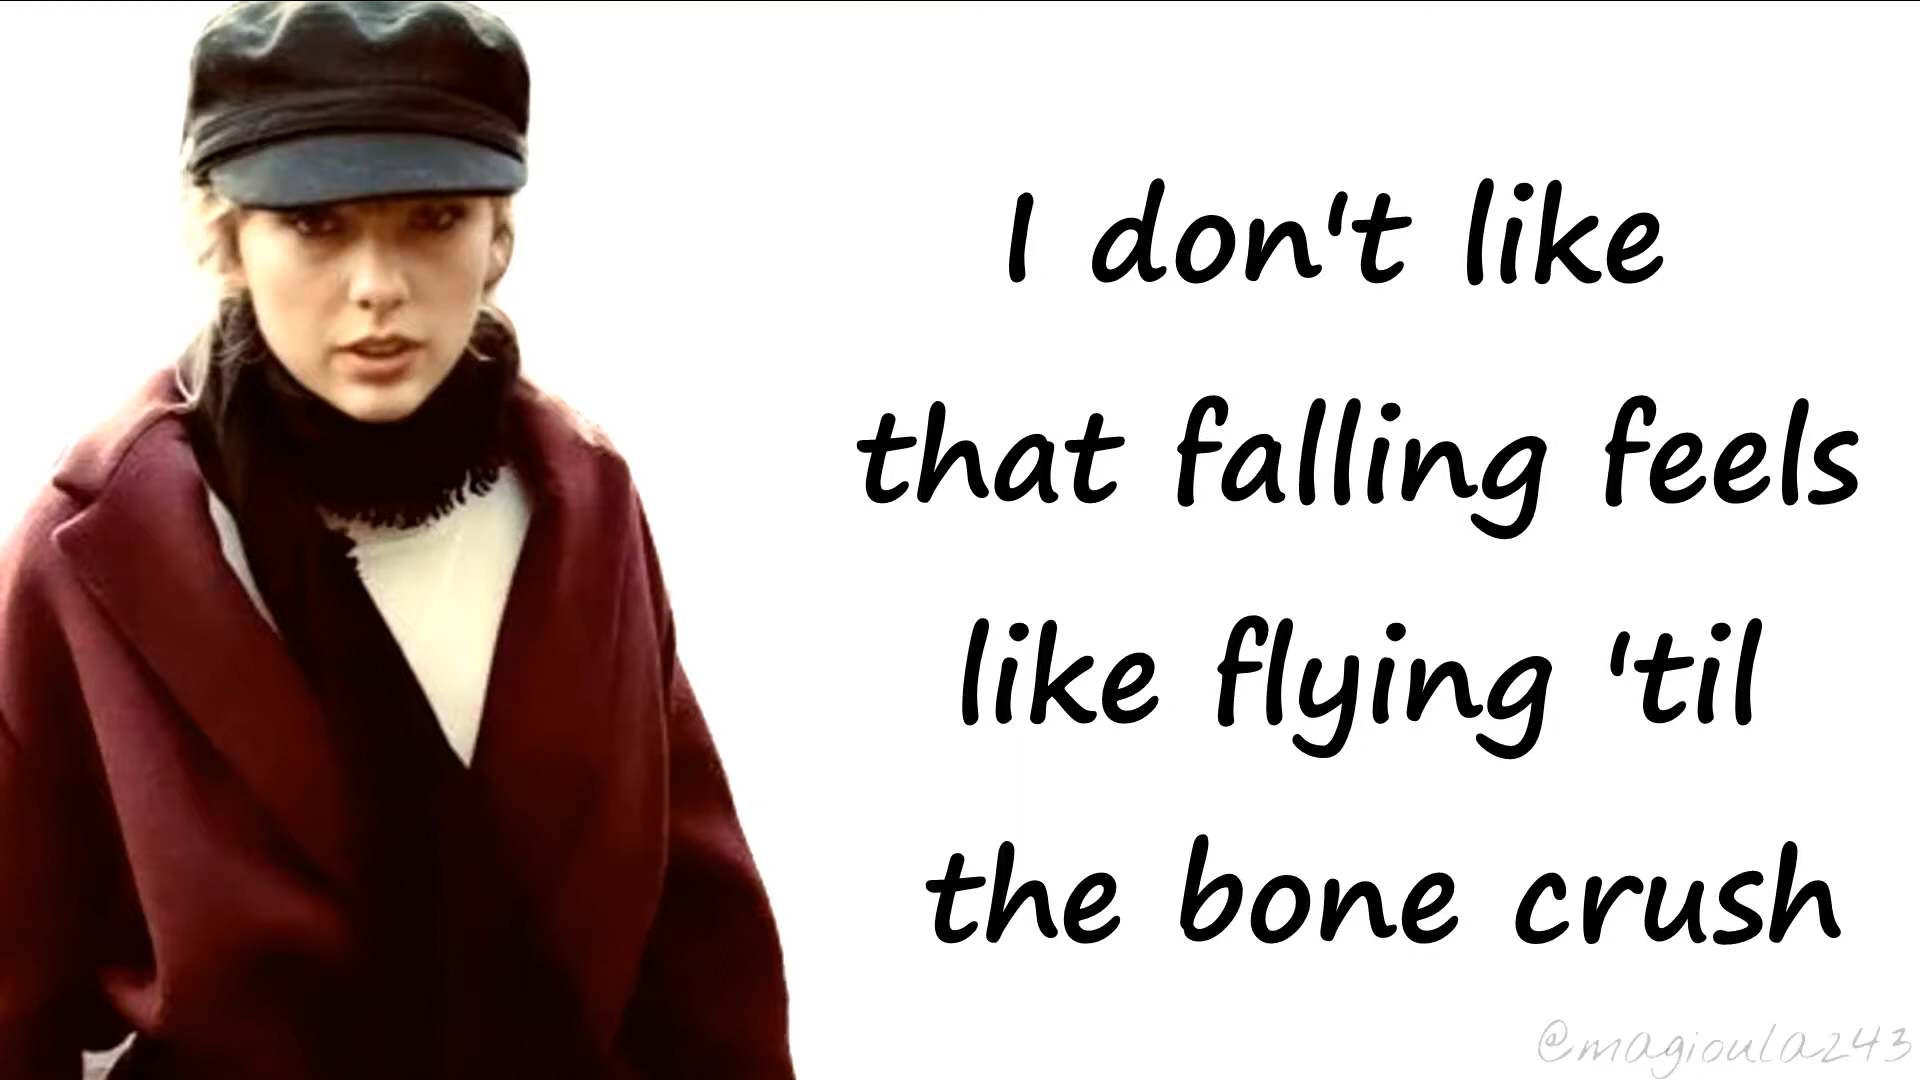 I don't like
that falling feels
like flying 'til
the bone crush
@magioula243